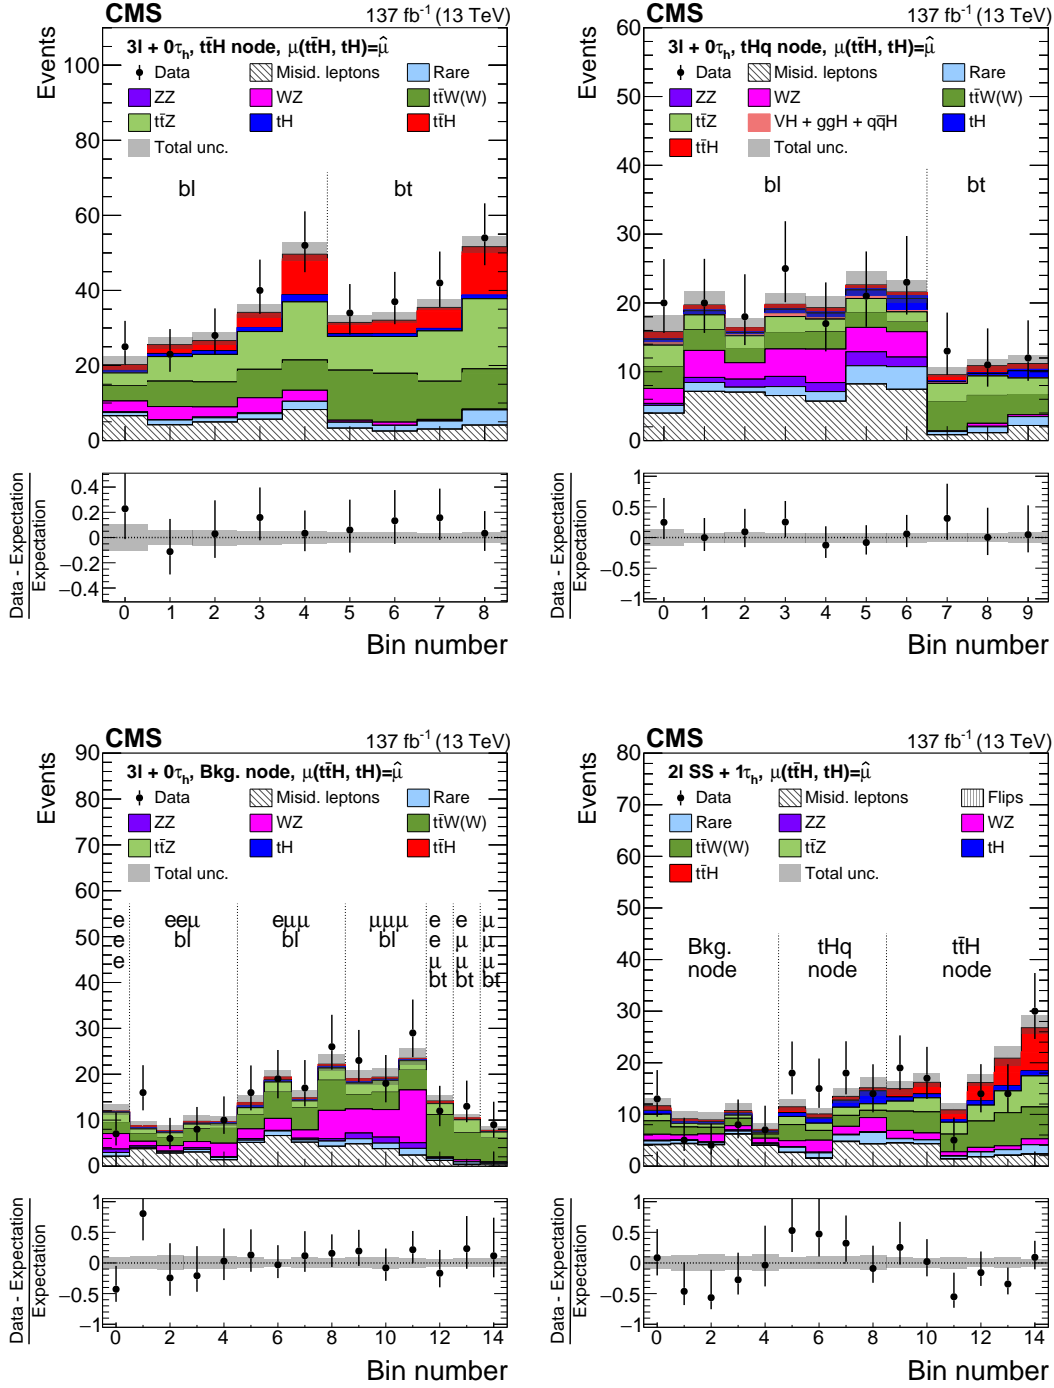 CMS 137 fb⁻¹ (13 TeV)
Events
3l + 0τ_h, tt̄H node, μ(tt̄H, tH)=μ̂
Data Misid. leptons Rare
ZZ WZ tt̄W(W)
tt̄Z tH tt̄H
Total unc.
bl bt
100
80
60
40
20
0
Data - Expectation
Expectation
0.4
0.2
0.0
−0.2
−0.4
0 1 2 3 4 5 6 7 8
Bin number
CMS 137 fb⁻¹ (13 TeV)
Events
3l + 0τ_h, tHq node, μ(tt̄H, tH)=μ̂
Data Misid. leptons Rare
ZZ WZ tt̄W(W)
tt̄Z VH + ggH + qq̄H tH
tt̄H Total unc.
bl bt
60
50
40
30
20
10
0
Data - Expectation
Expectation
1
0.5
0
−0.5
−1
0 1 2 3 4 5 6 7 8 9
Bin number
CMS 137 fb⁻¹ (13 TeV)
Events
3l + 0τ_h, Bkg. node, μ(tt̄H, tH)=μ̂
Data Misid. leptons Rare
ZZ WZ tt̄W(W)
tt̄Z tH tt̄H
Total unc.
e eeμ eμμ μμμ e e μ
e bl bl bl e μ μ
e μ μ μ
bt bt bt
90
80
70
60
50
40
30
20
10
0
Data - Expectation
Expectation
1
0.5
0
−0.5
−1
0 2 4 6 8 10 12 14
Bin number
CMS 137 fb⁻¹ (13 TeV)
Events
2l SS + 1τ_h, μ(tt̄H, tH)=μ̂
Data Misid. leptons Flips
Rare ZZ WZ
tt̄W(W) tt̄Z tH
tt̄H Total unc.
Bkg. tHq tt̄H
node node node
80
70
60
50
40
30
20
10
0
Data - Expectation
Expectation
1
0.5
0
−0.5
−1
0 2 4 6 8 10 12 14
Bin number